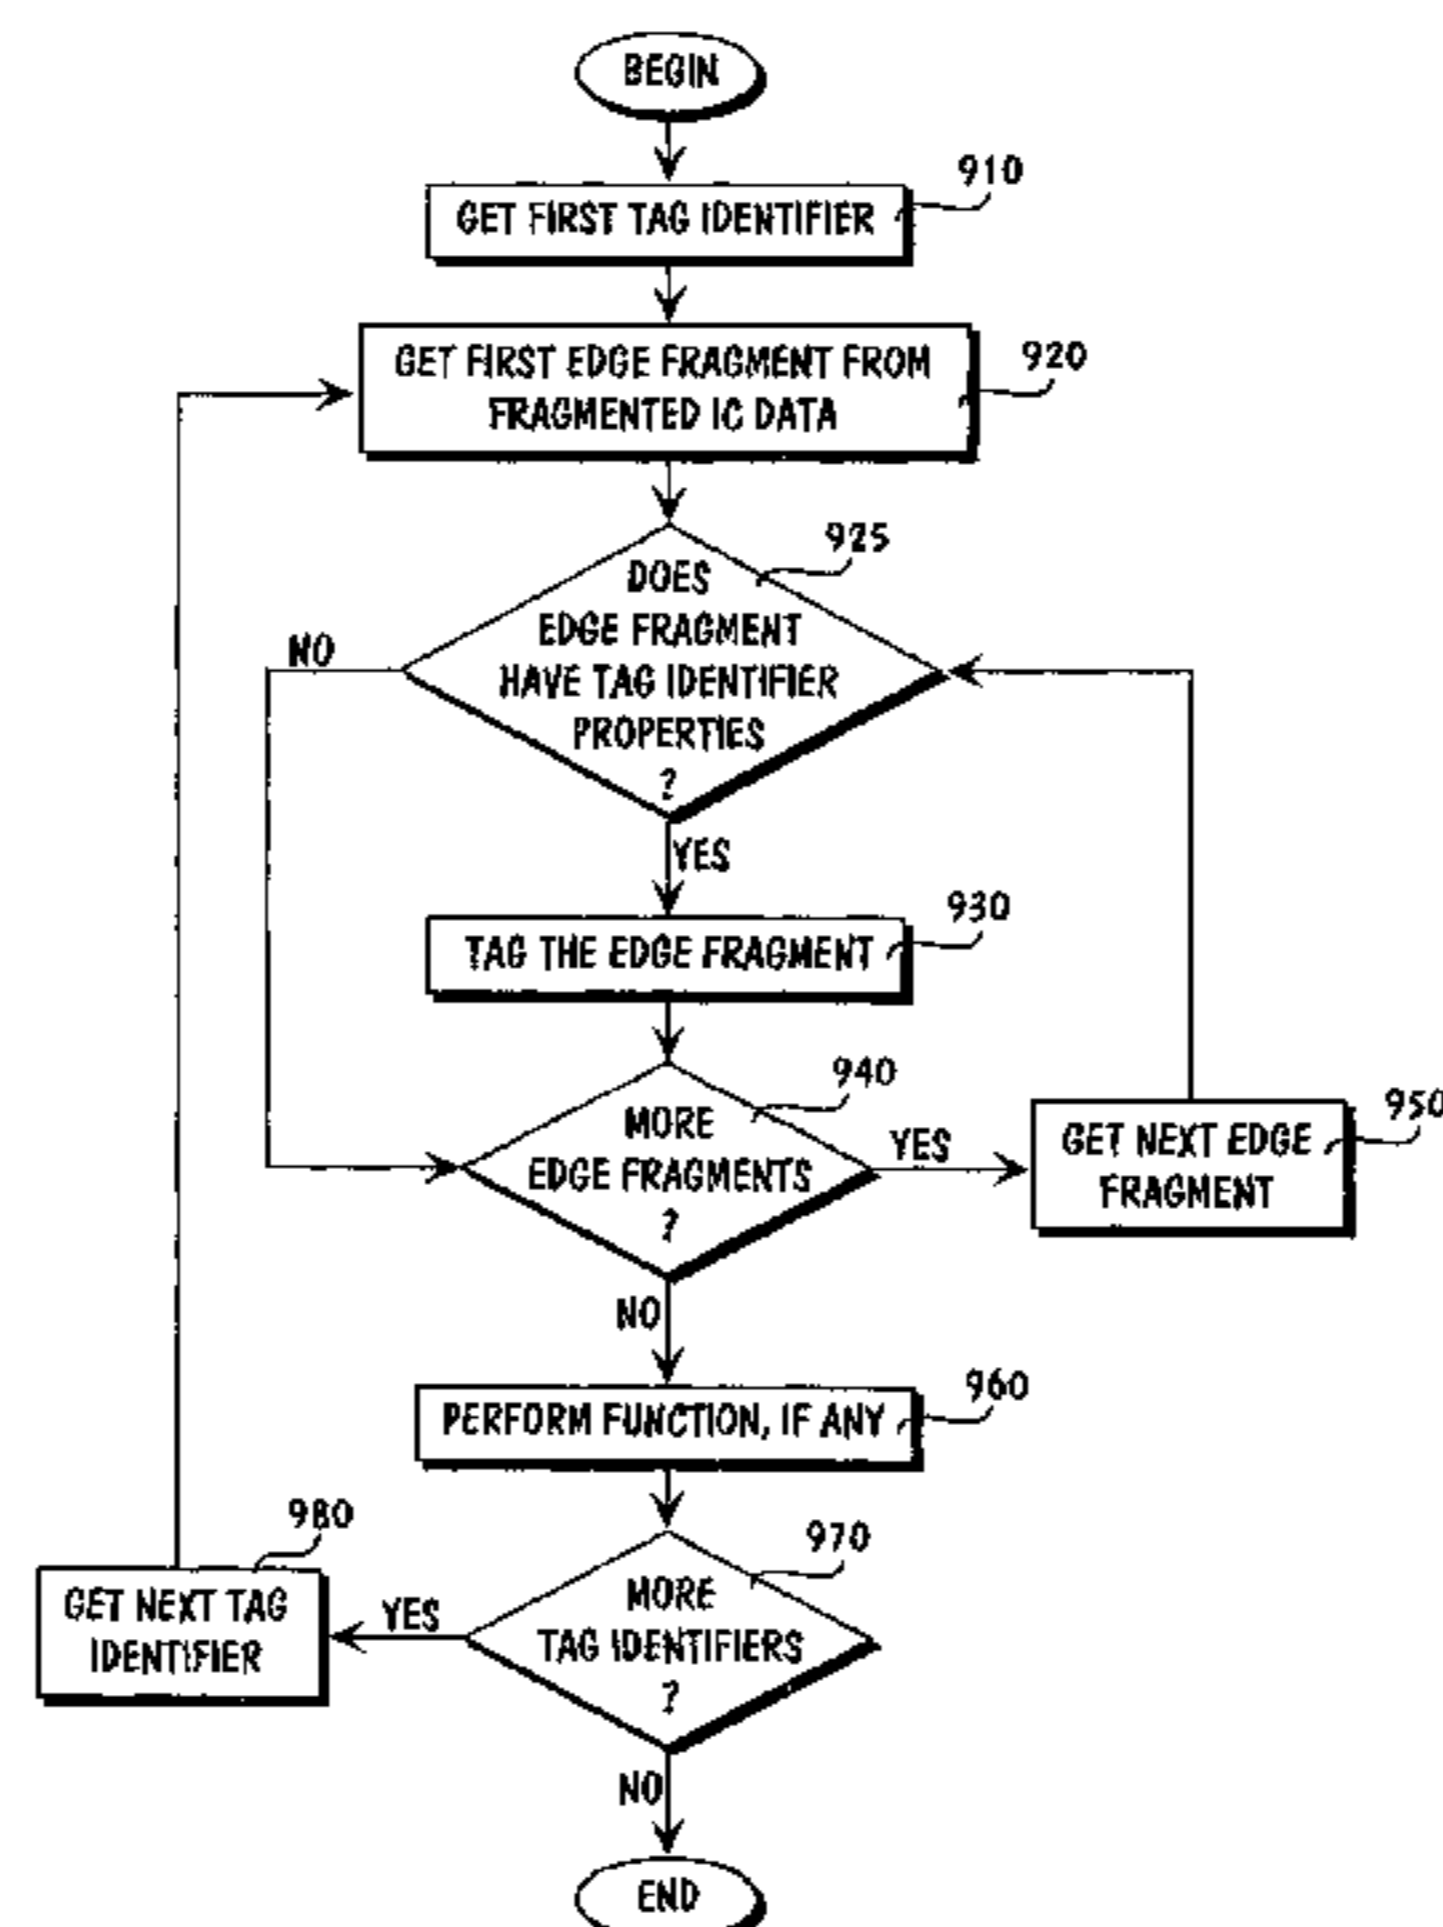 BEGIN
910
GET FIRST TAG IDENTIFIER
920
GET FIRST EDGE FRAGMENT FROM
FRAGMENTED IC DATA
925
DOES
EDGE FRAGMENT
HAVE TAG IDENTIFIER
PROPERTIES
?
NO
YES
930
TAG THE EDGE FRAGMENT
940
MORE
EDGE FRAGMENTS
?
YES
950
GET NEXT EDGE
FRAGMENT
NO
960
PERFORM FUNCTION, IF ANY
970
MORE
TAG IDENTIFIERS
?
YES
980
GET NEXT TAG
IDENTIFIER
NO
END